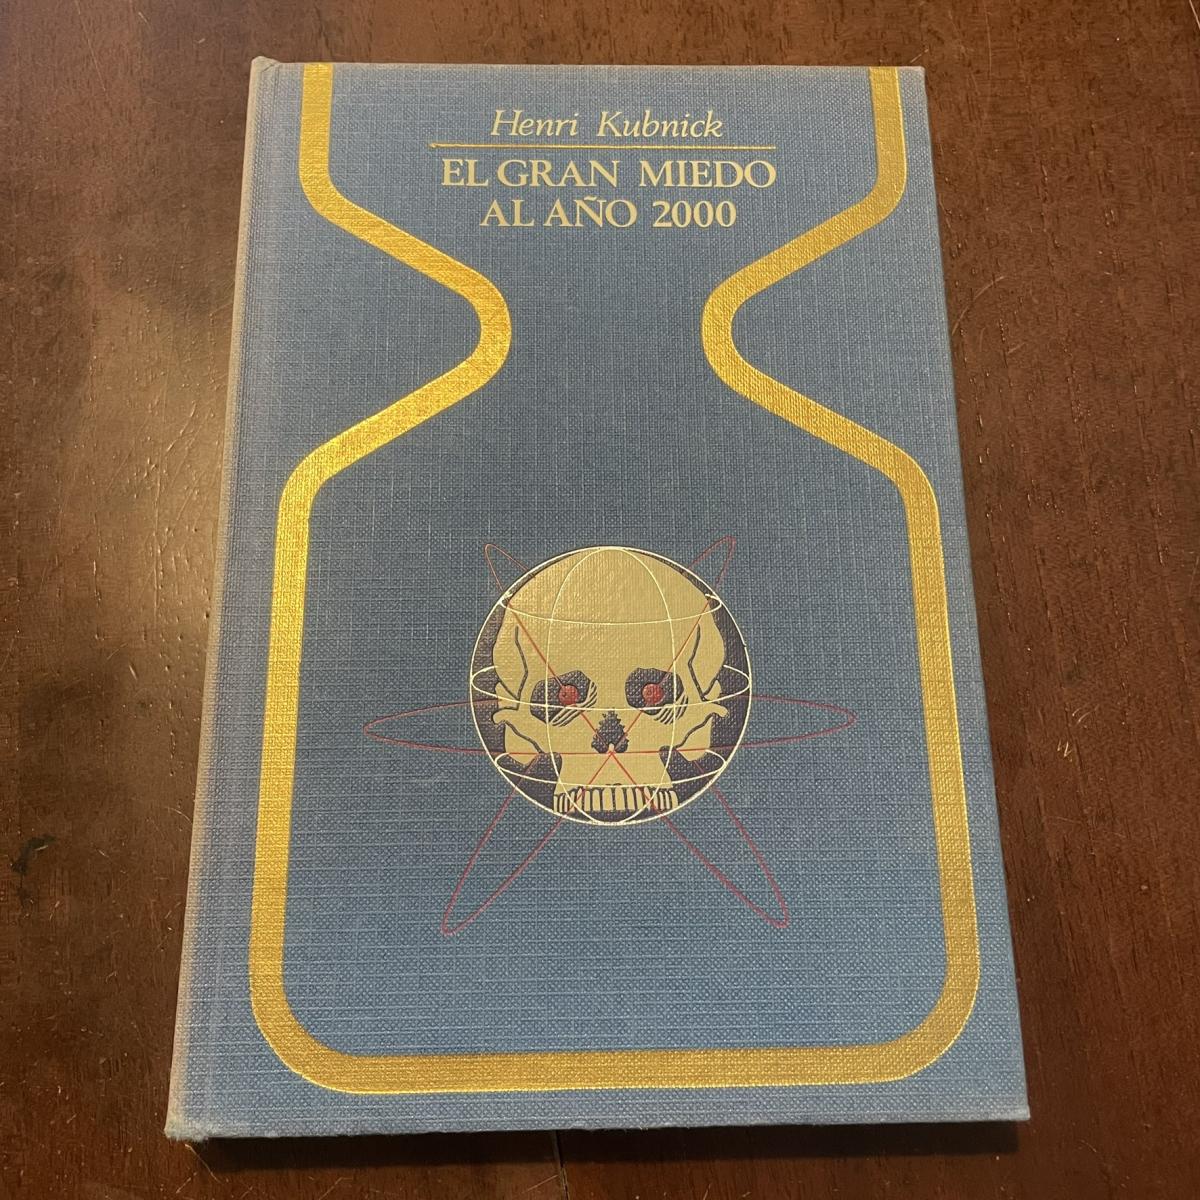 Henri Kubnick
EL GRAN MIEDO
AL AÑO 2000